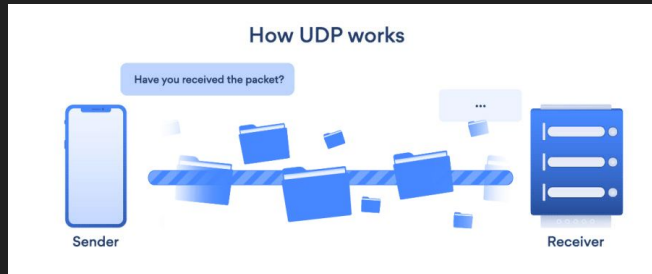 How UDP works
Have you received the packet?
...
Sender
Receiver